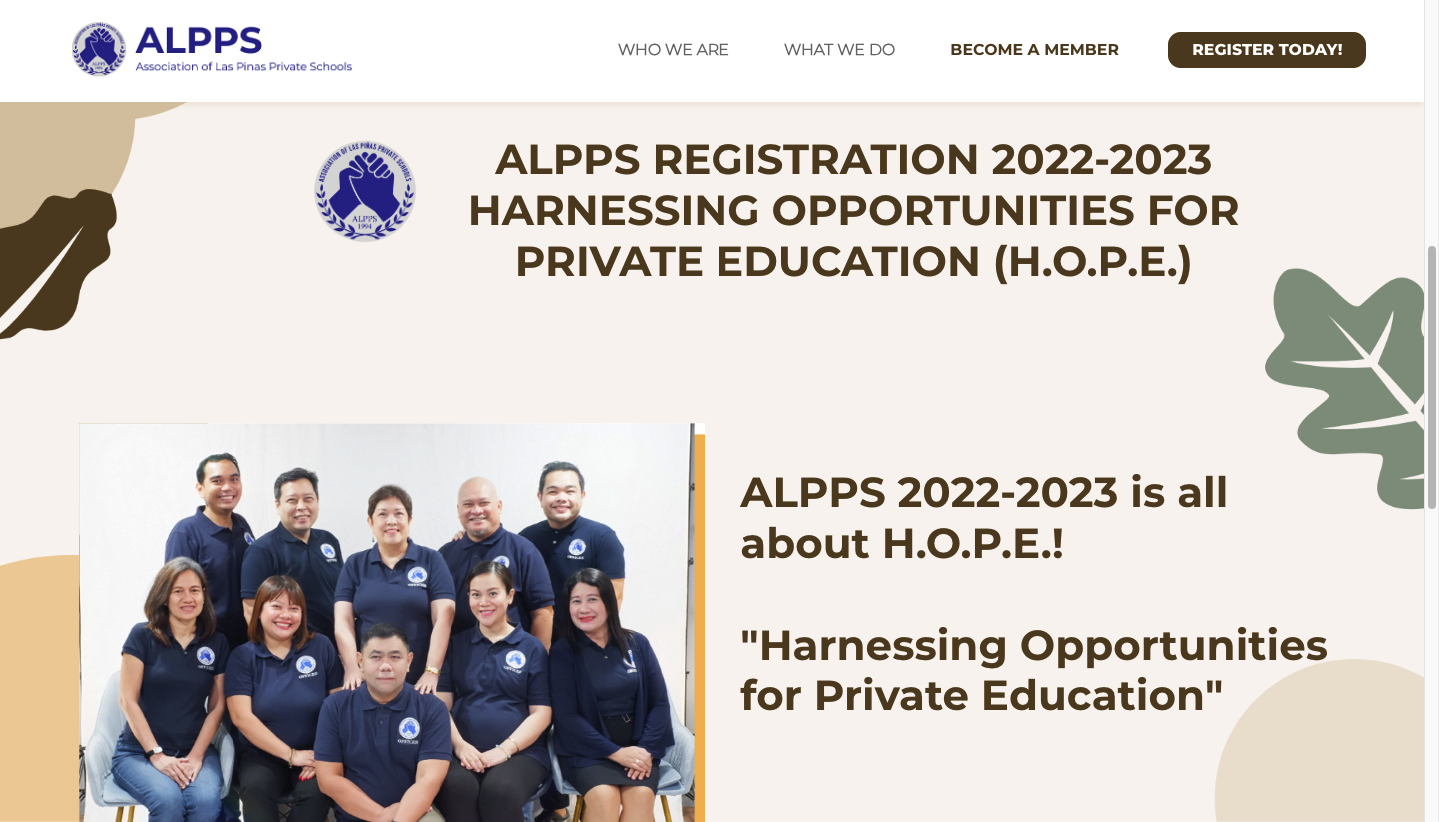 ALPPS
Association of Las Pinas Private Schools
WHO WE ARE
WHAT WE DO
BECOME A MEMBER
REGISTER TODAY!
ASSOCIATION OF LAS PIÑAS PRIVATE SCHOOLS
ALPPS
1994
ALPPS REGISTRATION 2022-2023
HARNESSING OPPORTUNITIES FOR
PRIVATE EDUCATION (H.O.P.E.)
ALPPS 2022-2023 is all
about H.O.P.E.!
"Harnessing Opportunities
for Private Education"
OFFICER